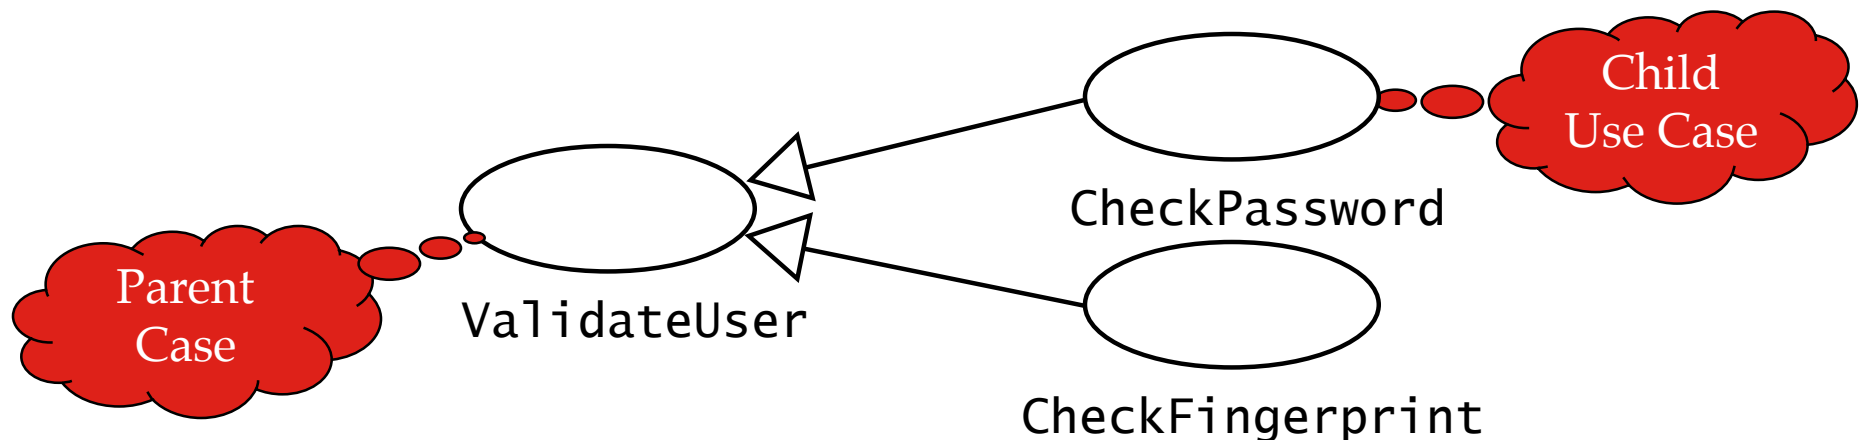 Child
Use Case
CheckPassword
Parent
Case
ValidateUser
CheckFingerprint